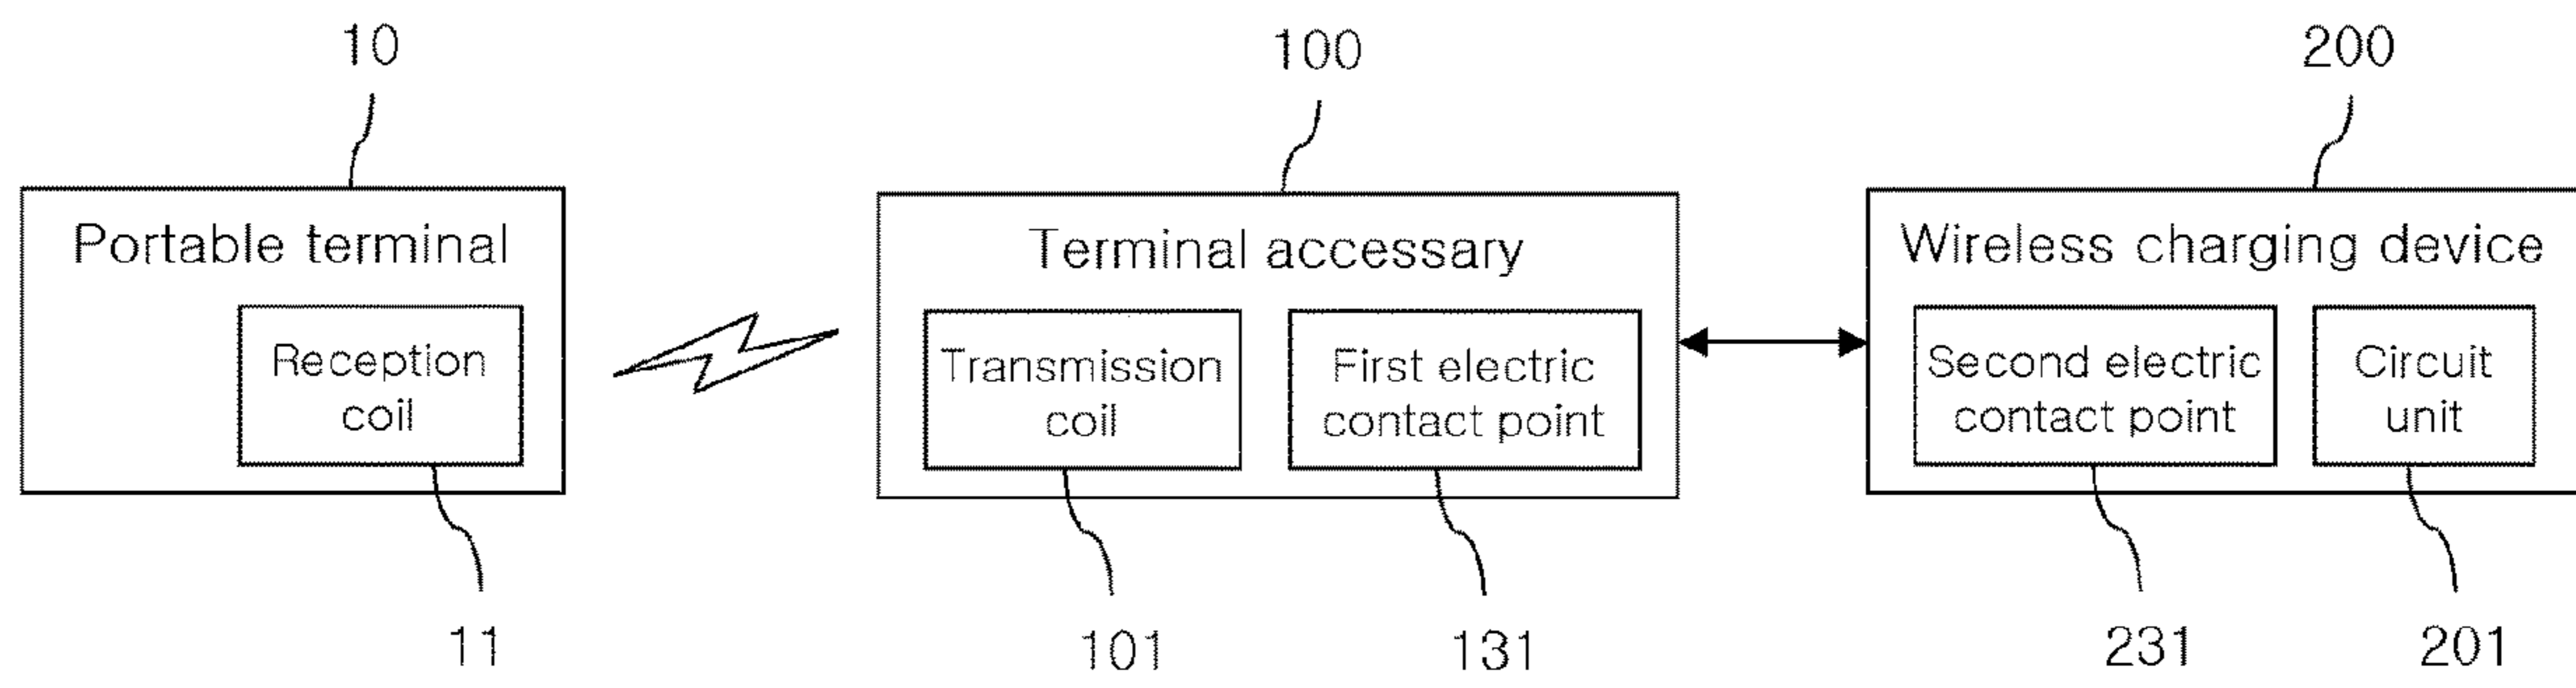 10 100 200
Portable terminal Terminal accessary Wireless charging device
Reception Transmission First electric Second electric Circuit
coil coil contact point contact point unit
11 101 131 231 201